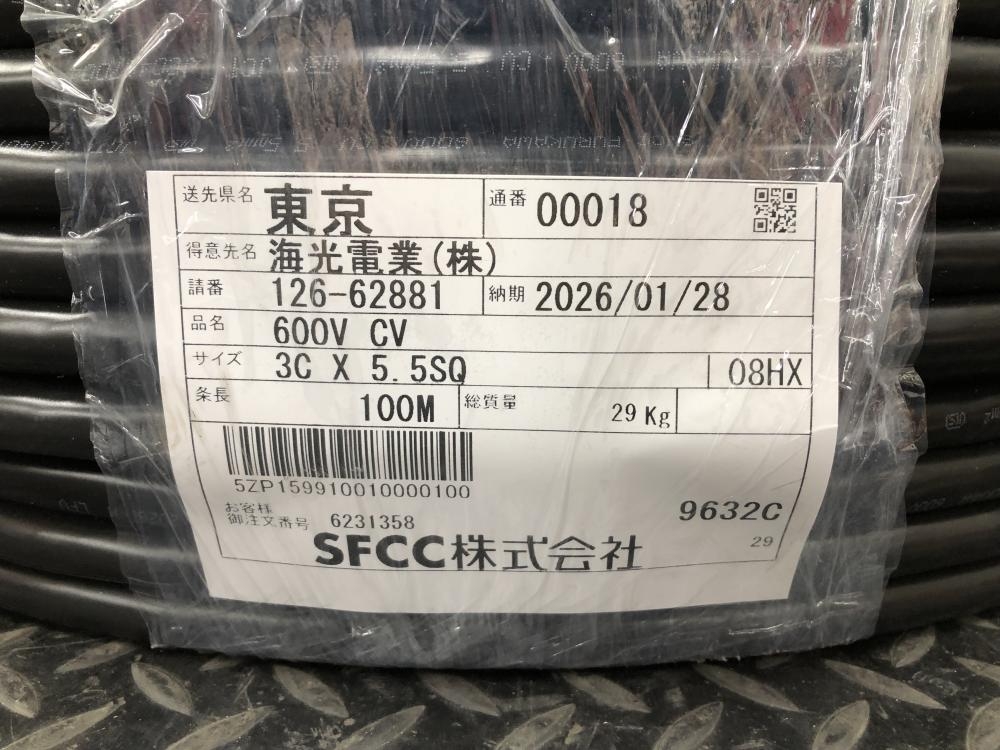 送先県名 東京 通番 00018
得意先名 海光電業(株)
請番 126-62881 納期 2026/01/28
品名 600V CV
サイズ 3C X 5.5SQ 08HX
条長 100M 総質量 29Kg
5ZP159910010000100
お客様
御注文番号 6231358 9632C
SFCC株式会社 29